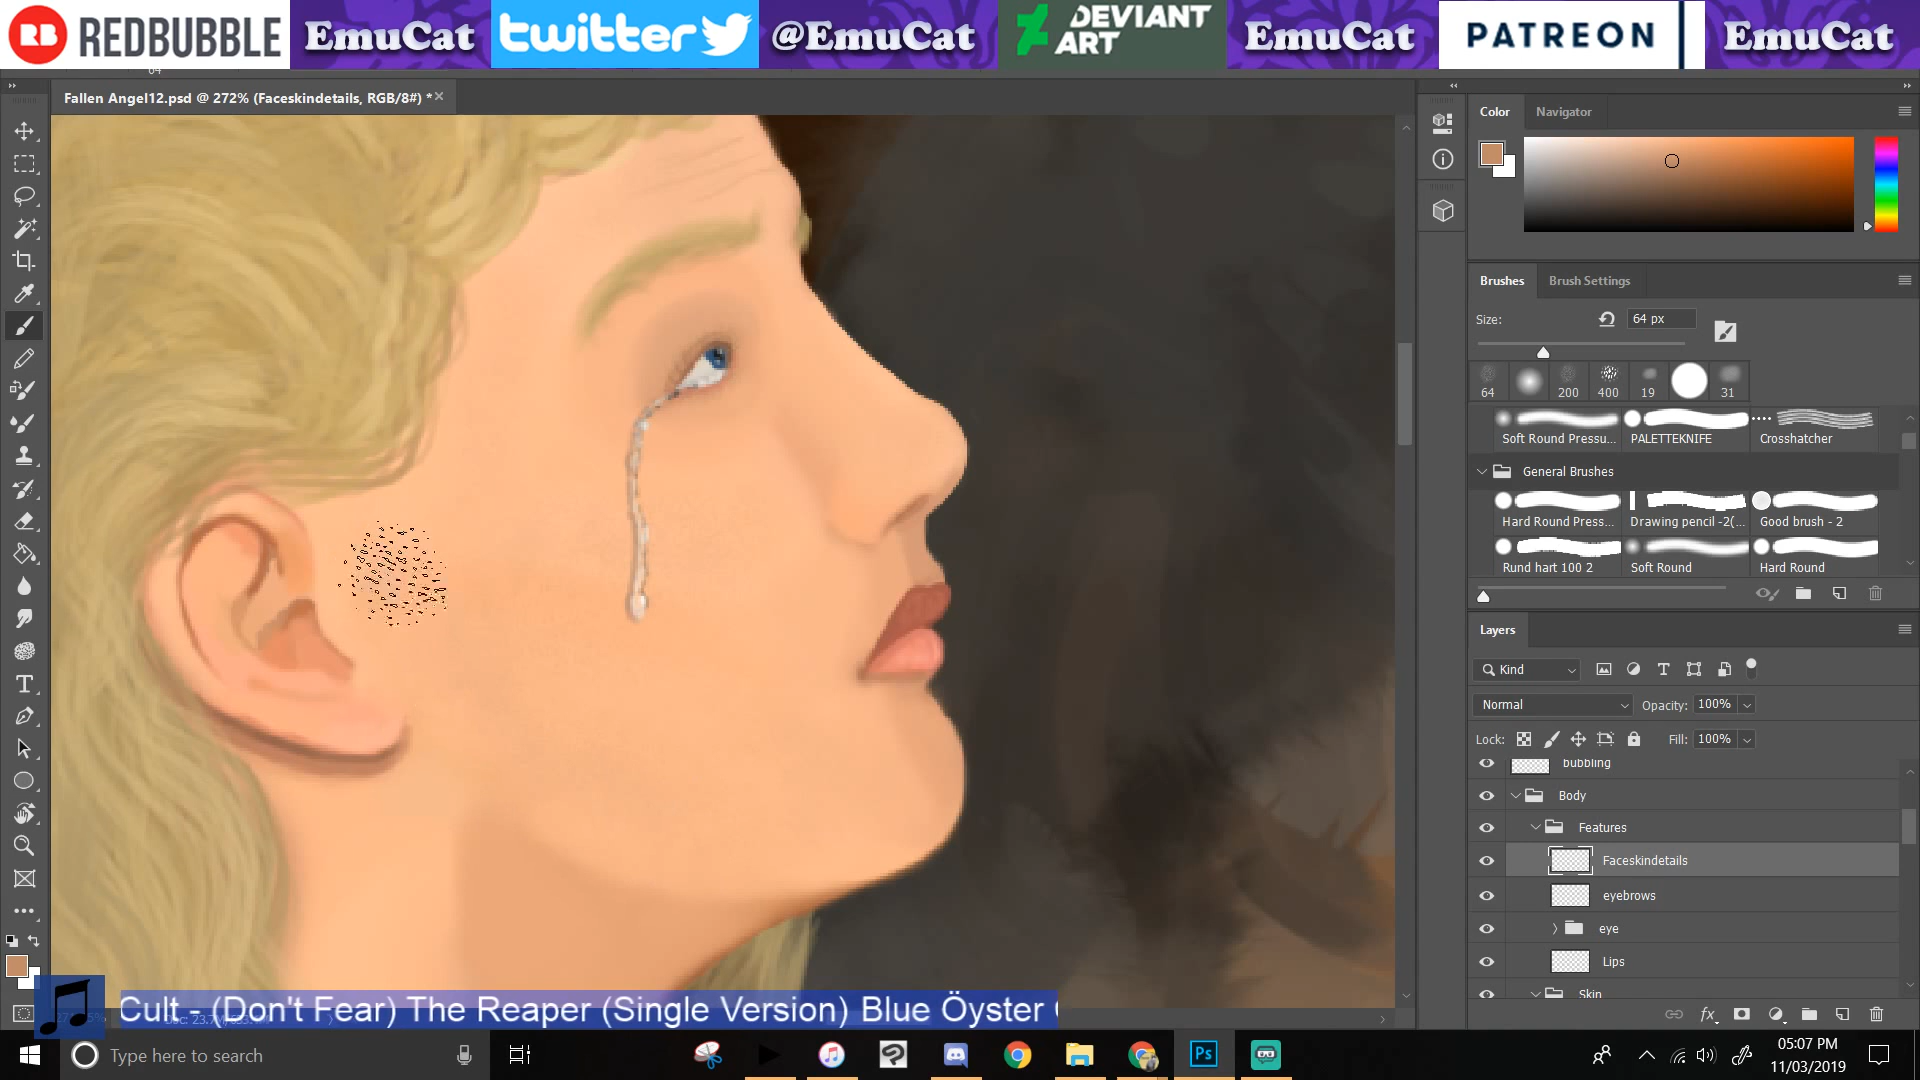 REDBUBBLE EmuCat twitter @EmuCat DEVIANT ART EmuCat PATREON EmuCat
64
Fallen Angel12.psd @ 272% (Faceskindetails, RGB/8#) *
Color Navigator
Brushes Brush Settings
Size: 64 px
64 200 400 19 31
Soft Round Pressu... PALETTEKNIFE Crosshatcher
General Brushes
Hard Round Press... Drawing pencil -2(... Good brush - 2
Rund hart 100 2 Soft Round Hard Round
Layers
Kind
Normal Opacity: 100%
Lock: Fill: 100%
bubbling
Body
Features
Faceskindetails
eyebrows
eye
Lips
Skin
Cult - (Don't Fear) The Reaper (Single Version) Blue Öyster
Type here to search
05:07 PM
11/03/2019